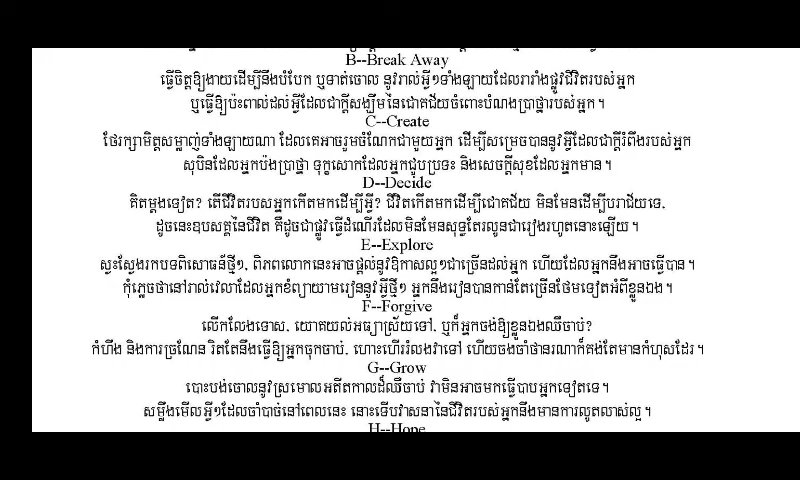 B--Break Away
ធ្វើចិត្តឱ្យងាយដើម្បីនឹងបំបែក ឬទាត់ចោល នូវរាល់អ្វីៗទាំងឡាយដែលរារាំងផ្លូវជីវិតរបស់អ្នក
ឬធ្វើឱ្យប៉ះពាល់ដល់អ្វីដែលជាក្តីសង្ឃឹមនៃជោគជ័យចំពោះបំណងប្រាថ្នារបស់អ្នក។
C--Create
ថែរក្សាមិត្តសម្លាញ់ទាំងឡាយណា ដែលគេអាចរួមចំណែកជាមួយអ្នក ដើម្បីសម្រេចបាននូវអ្វីដែលជាក្តីរំពឹងរបស់អ្នក
សុបិនដែលអ្នកប៉ងប្រាថ្នា ទុក្ខសោកដែលអ្នកជួបប្រទះ និងសេចក្តីសុខដែលអ្នកមាន។
D--Decide
គិតម្តងទៀត? តើជីវិតរបសអ្នកកើតមកដើម្បីអ្វី? ជីវិតកើតមកដើម្បីជោគជ័យ មិនមែនដើម្បីបរាជ័យទេ,
ដូចនេះឧបសគ្គនៃជីវិត គឺដូចជាផ្លូវធ្វើដំណើរដែលមិនមែនសុទ្ធតែរលូនជារៀងរហូតនោះឡើយ។
E--Explore
ស្វះស្វែងរកបទពិសោធន៍ថ្មីៗ, ពិភពលោកនេះអាចផ្តល់នូវឱកាសល្អៗជាច្រើនដល់អ្នក ហើយដែលអ្នកនឹងអាចធ្វើបាន។
កុំភ្លេចថានៅរាល់វេលាដែលអ្នកខំព្យាយាមរៀននូវអ្វីថ្មីៗ អ្នកនឹងរៀនបានកាន់តែច្រើនថែមទៀតអំពីខ្លួនឯង។
F--Forgive
លើកលែងទោស, យោគយល់អធ្យាស្រ័យទៅ, ឬក៏អ្នកចង់ឱ្យខ្លួនឯងឈឺចាប់?
កំហឹង និងការច្រណែន រិតតែនឹងធ្វើឱ្យអ្នកចុកចាប់, ហោះហើររំលងវាទៅ ហើយចងចាំថានរណាក៏គង់តែមានកំហុសដែរ។
G--Grow
បោះបង់ចោលនូវស្រមោលអតីតកាលដ៏ឈឺចាប់ វាមិនអាចមកធ្វើបាបអ្នកទៀតទេ។
សម្លឹងមើលអ្វីៗដែលចាំបាច់នៅពេលនេះ នោះទើបវាសនានៃជីវិតរបស់អ្នកនឹងមានការលូតលាស់ល្អ។
H--Hope